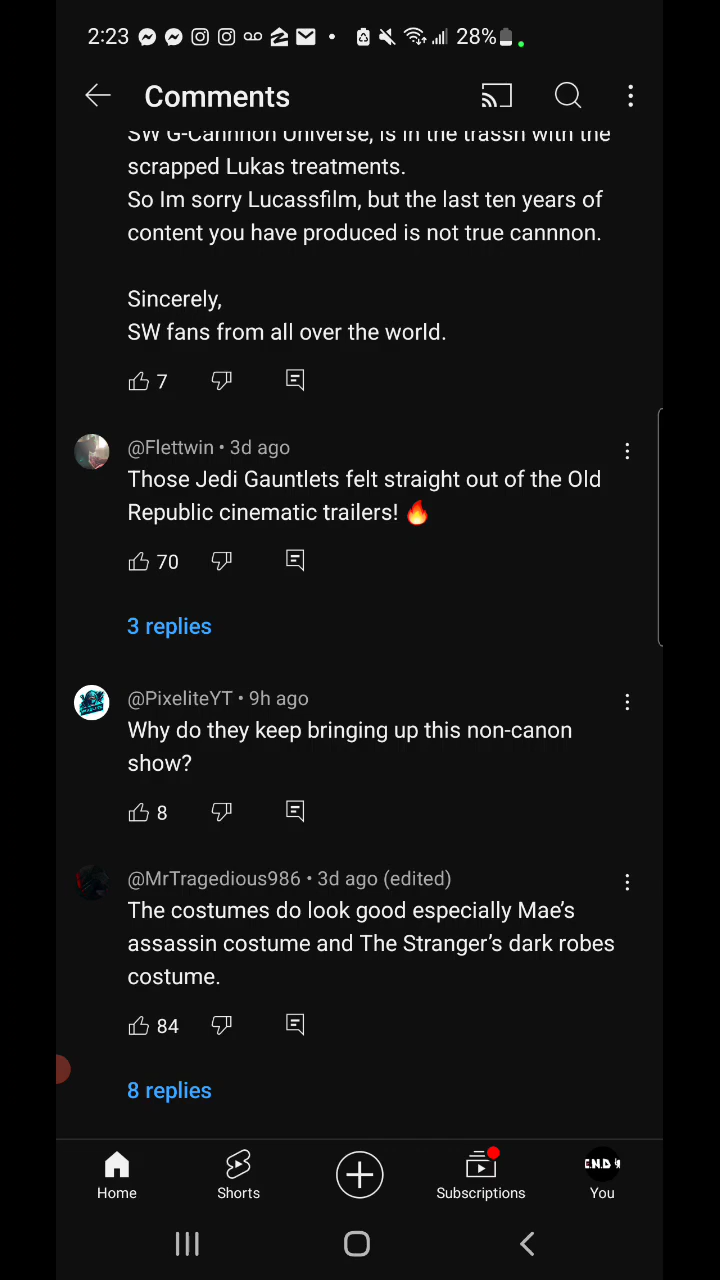 2:23 28%
Comments
SW G-Cannnon Universe, is in the trassh with the
scrapped Lukas treatments.
So Im sorry Lucassfilm, but the last ten years of
content you have produced is not true cannnon.
Sincerely,
SW fans from all over the world.
7
@Flettwin • 3d ago
Those Jedi Gauntlets felt straight out of the Old
Republic cinematic trailers! 🔥
70
3 replies
@PixeliteYT • 9h ago
Why do they keep bringing up this non-canon
show?
8
@MrTragedious986 • 3d ago (edited)
The costumes do look good especially Mae’s
assassin costume and The Stranger’s dark robes
costume.
84
8 replies
Home Shorts Subscriptions You